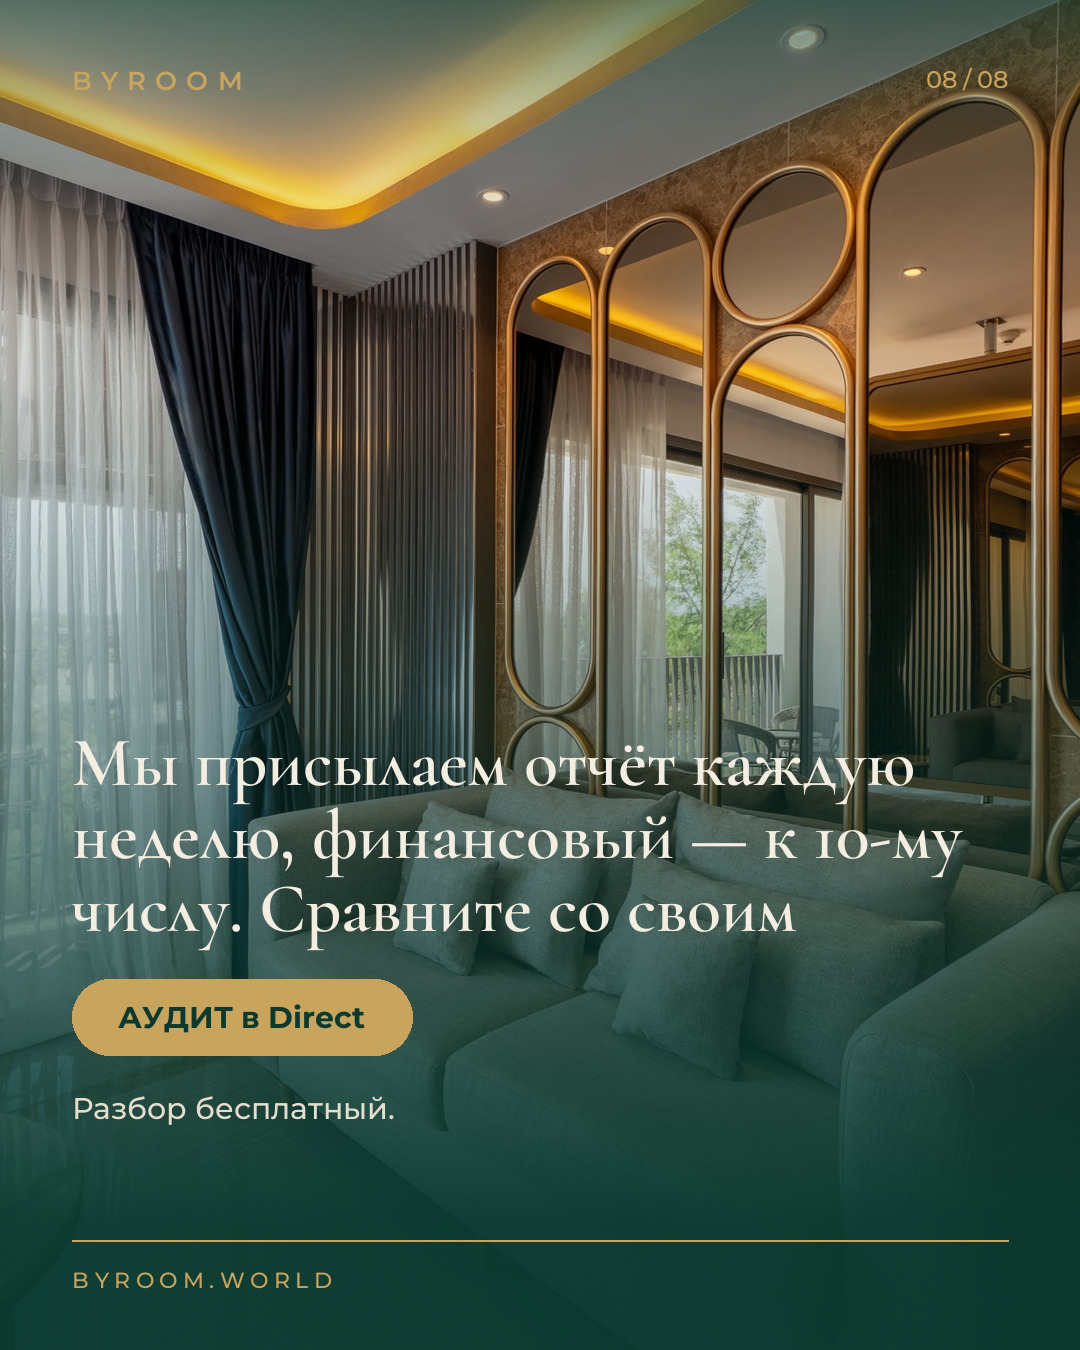 BYROOM
08 / 08
Мы присылаем отчёт каждую
неделю, финансовый — к 10-му
числу. Сравните со своим
АУДИТ в Direct
Разбор бесплатный.
BYROOM.WORLD